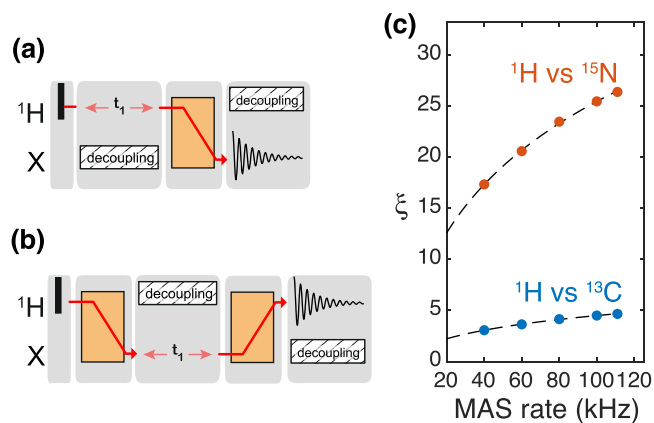 (a)
¹H
t₁
decoupling
X
decoupling
(b)
¹H
decoupling
X
t₁
decoupling
(c)
¹H vs ¹⁵N
¹H vs ¹³C
ξ
30
25
20
15
10
5
0
20 40 60 80 100 120
MAS rate (kHz)